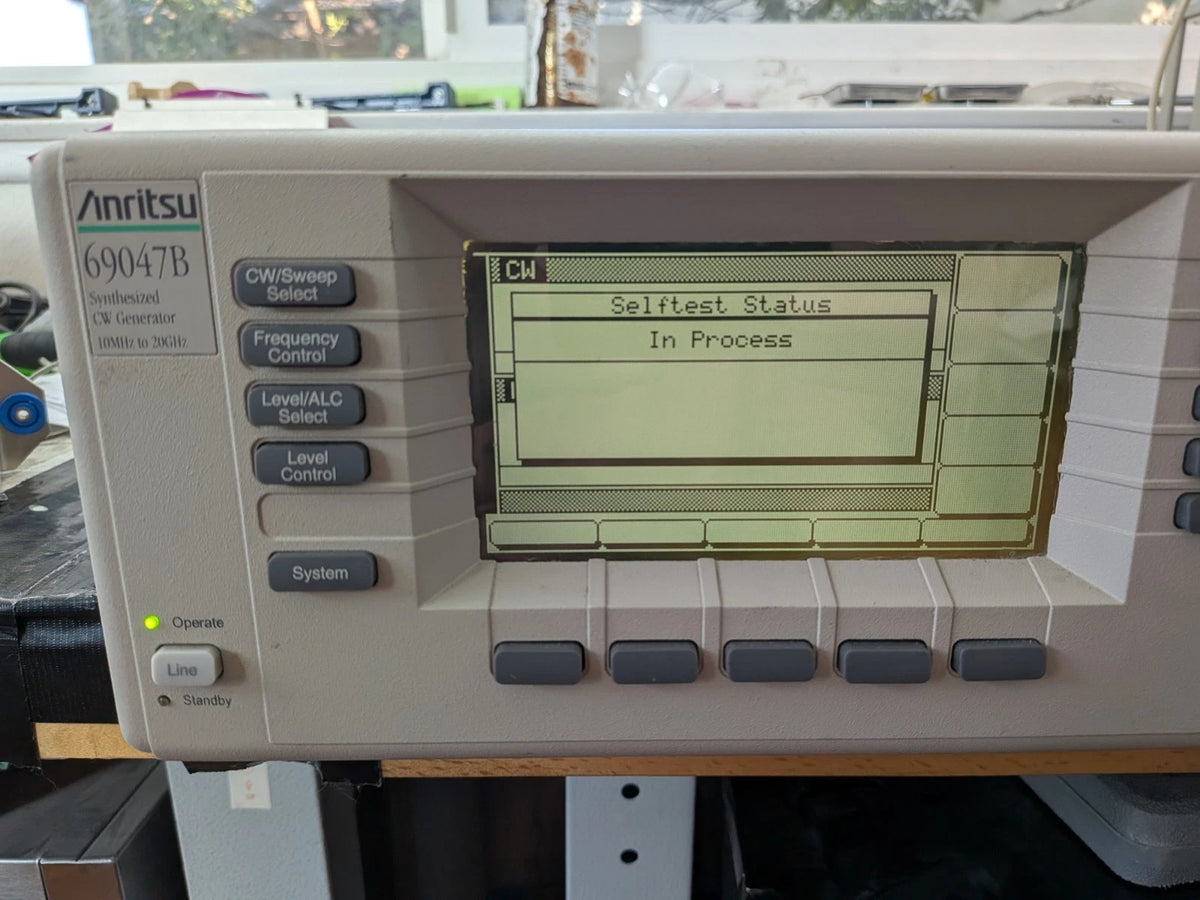 Anritsu
69047B
Synthesized
CW Generator
10MHz to 20GHz
CW/Sweep
Select
Frequency
Control
Level/ALC
Select
Level
Control
System
Operate
Line
Standby
CW
Selftest Status
In Process